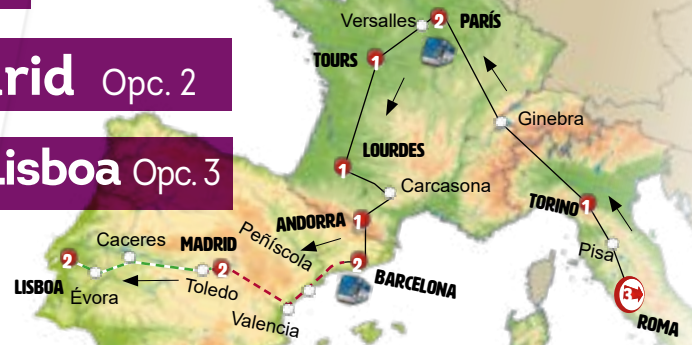 rid Opc. 2
Lisboa Opc. 3
Versalles 2 PARÍS
TOURS 1
Ginebra
LOURDES
1
Carcasona
TORINO 1
ANDORRA 1
Pisa
Peñíscola
Caceres MADRID
2 2 2
BARCELONA
LISBOA Évora
Toledo
Valencia
3
ROMA